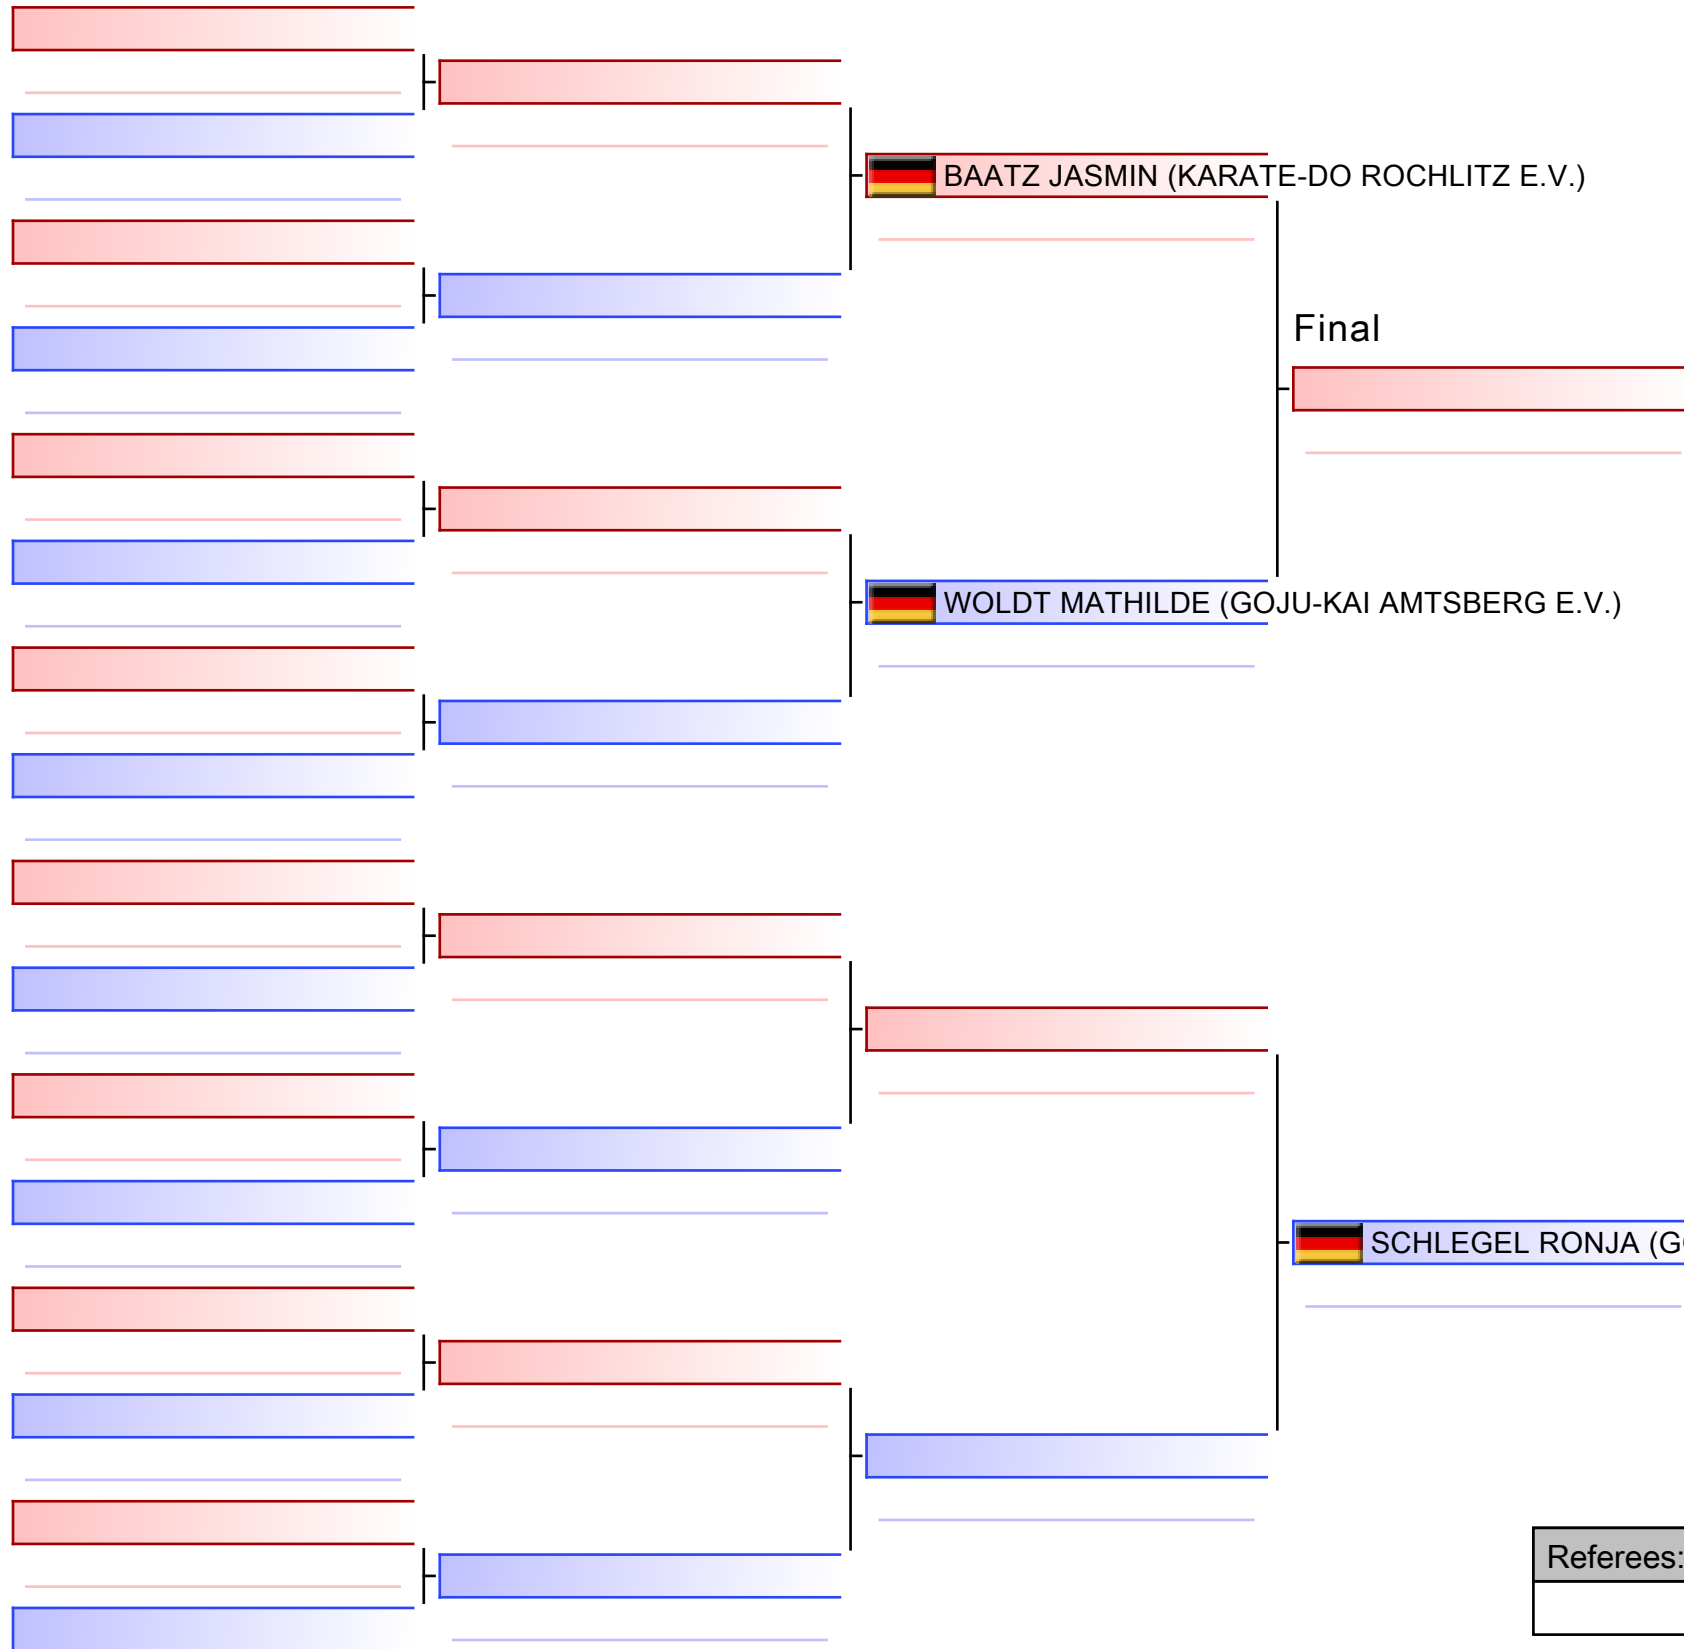 BAATZ JASMIN (KARATE-DO ROCHLITZ E.V.)
Final
WOLDT MATHILDE (GOJU-KAI AMTSBERG E.V.)
SCHLEGEL RONJA
Referees: